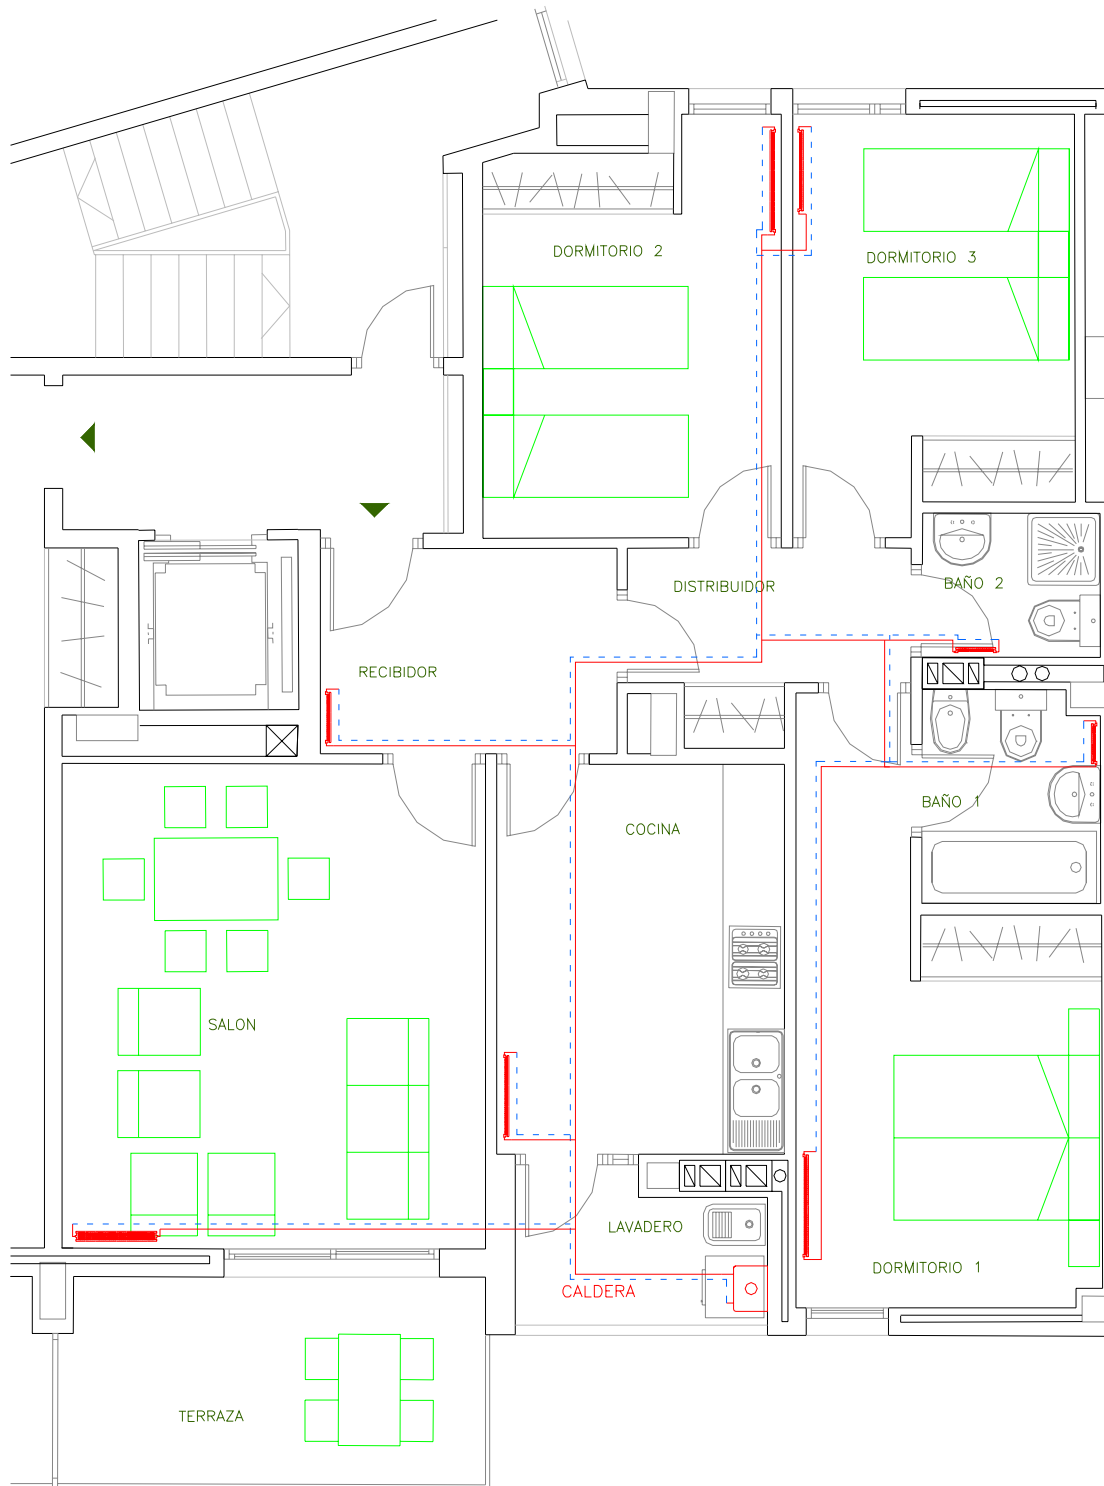 DORMITORIO 2
DORMITORIO 3
DISTRIBUIDOR
BAÑO 2
RECIBIDOR
BAÑO 1
COCINA
SALON
LAVADERO
DORMITORIO 1
CALDERA
TERRAZA